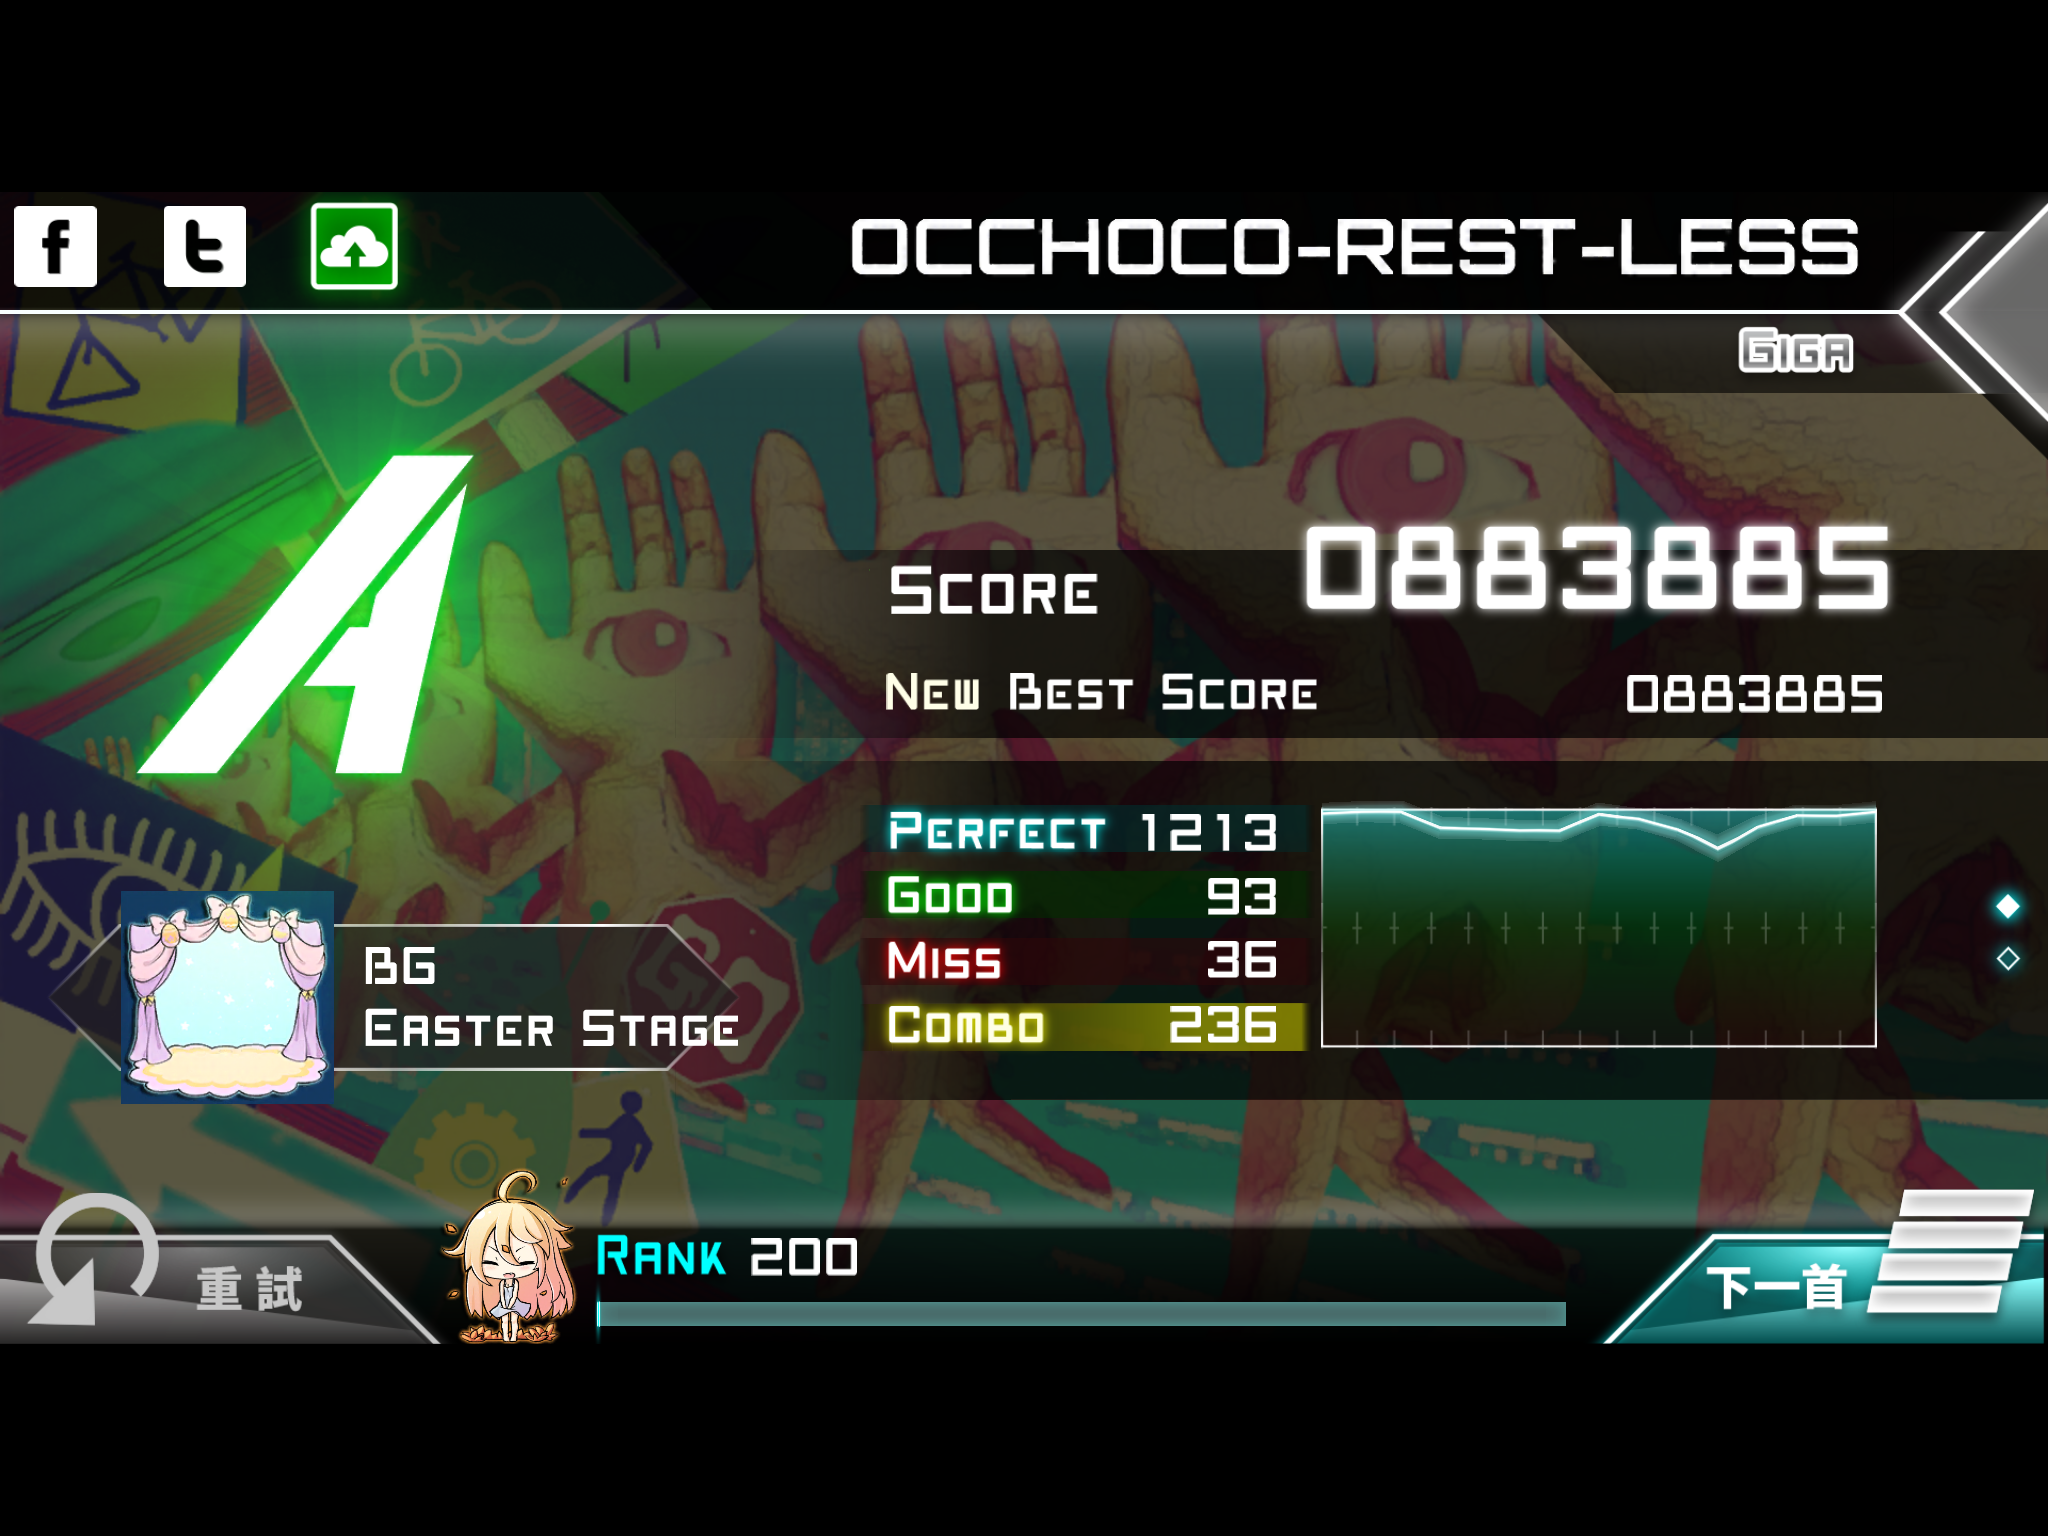 OCCHOCO-REST-LESS
GIGA
A
SCORE 0883885
NEW BEST SCORE 0883885
PERFECT 1213
GOOD 93
MISS 36
COMBO 236
BG
EASTER STAGE
重試
RANK 200
下一首